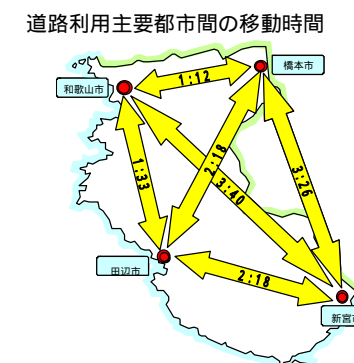 道路利用主要都市間の移動時間
橋本市
1:12
和歌山市
1:33
2:18
3:40
3:26
田辺市
2:18
新宮市